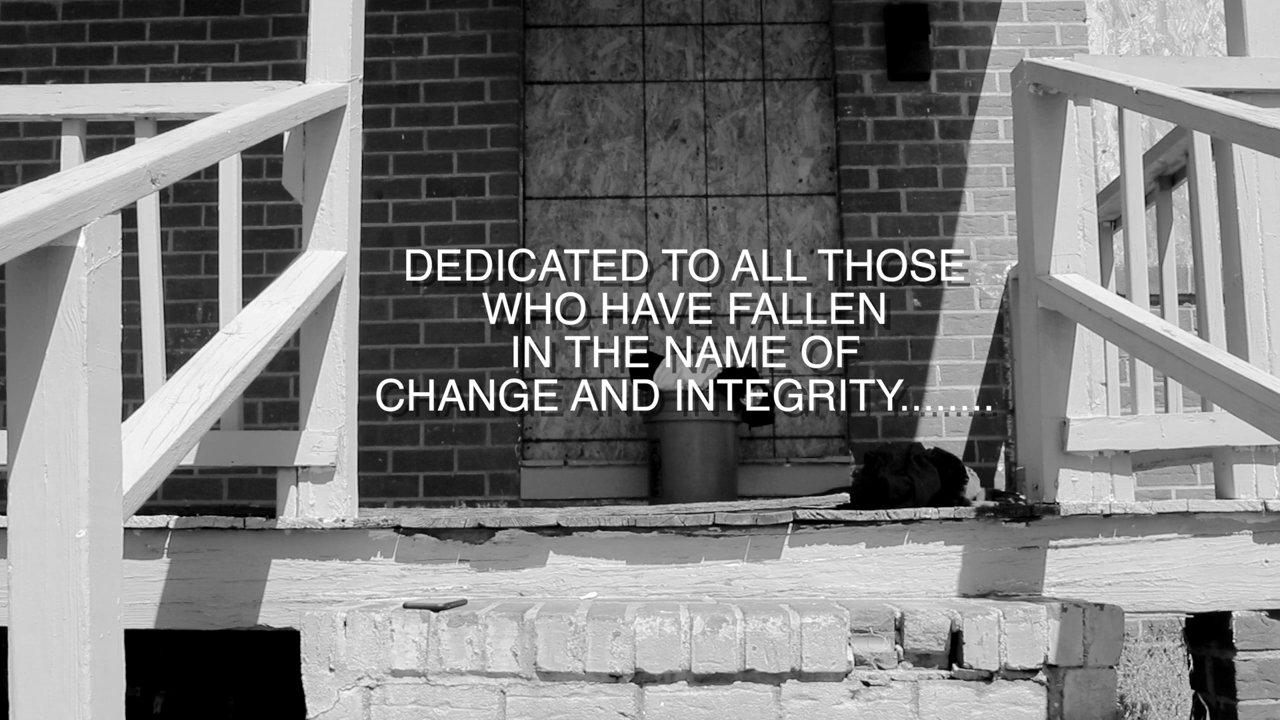 DEDICATED TO ALL THOSE
WHO HAVE FALLEN
IN THE NAME OF
CHANGE AND INTEGRITY........